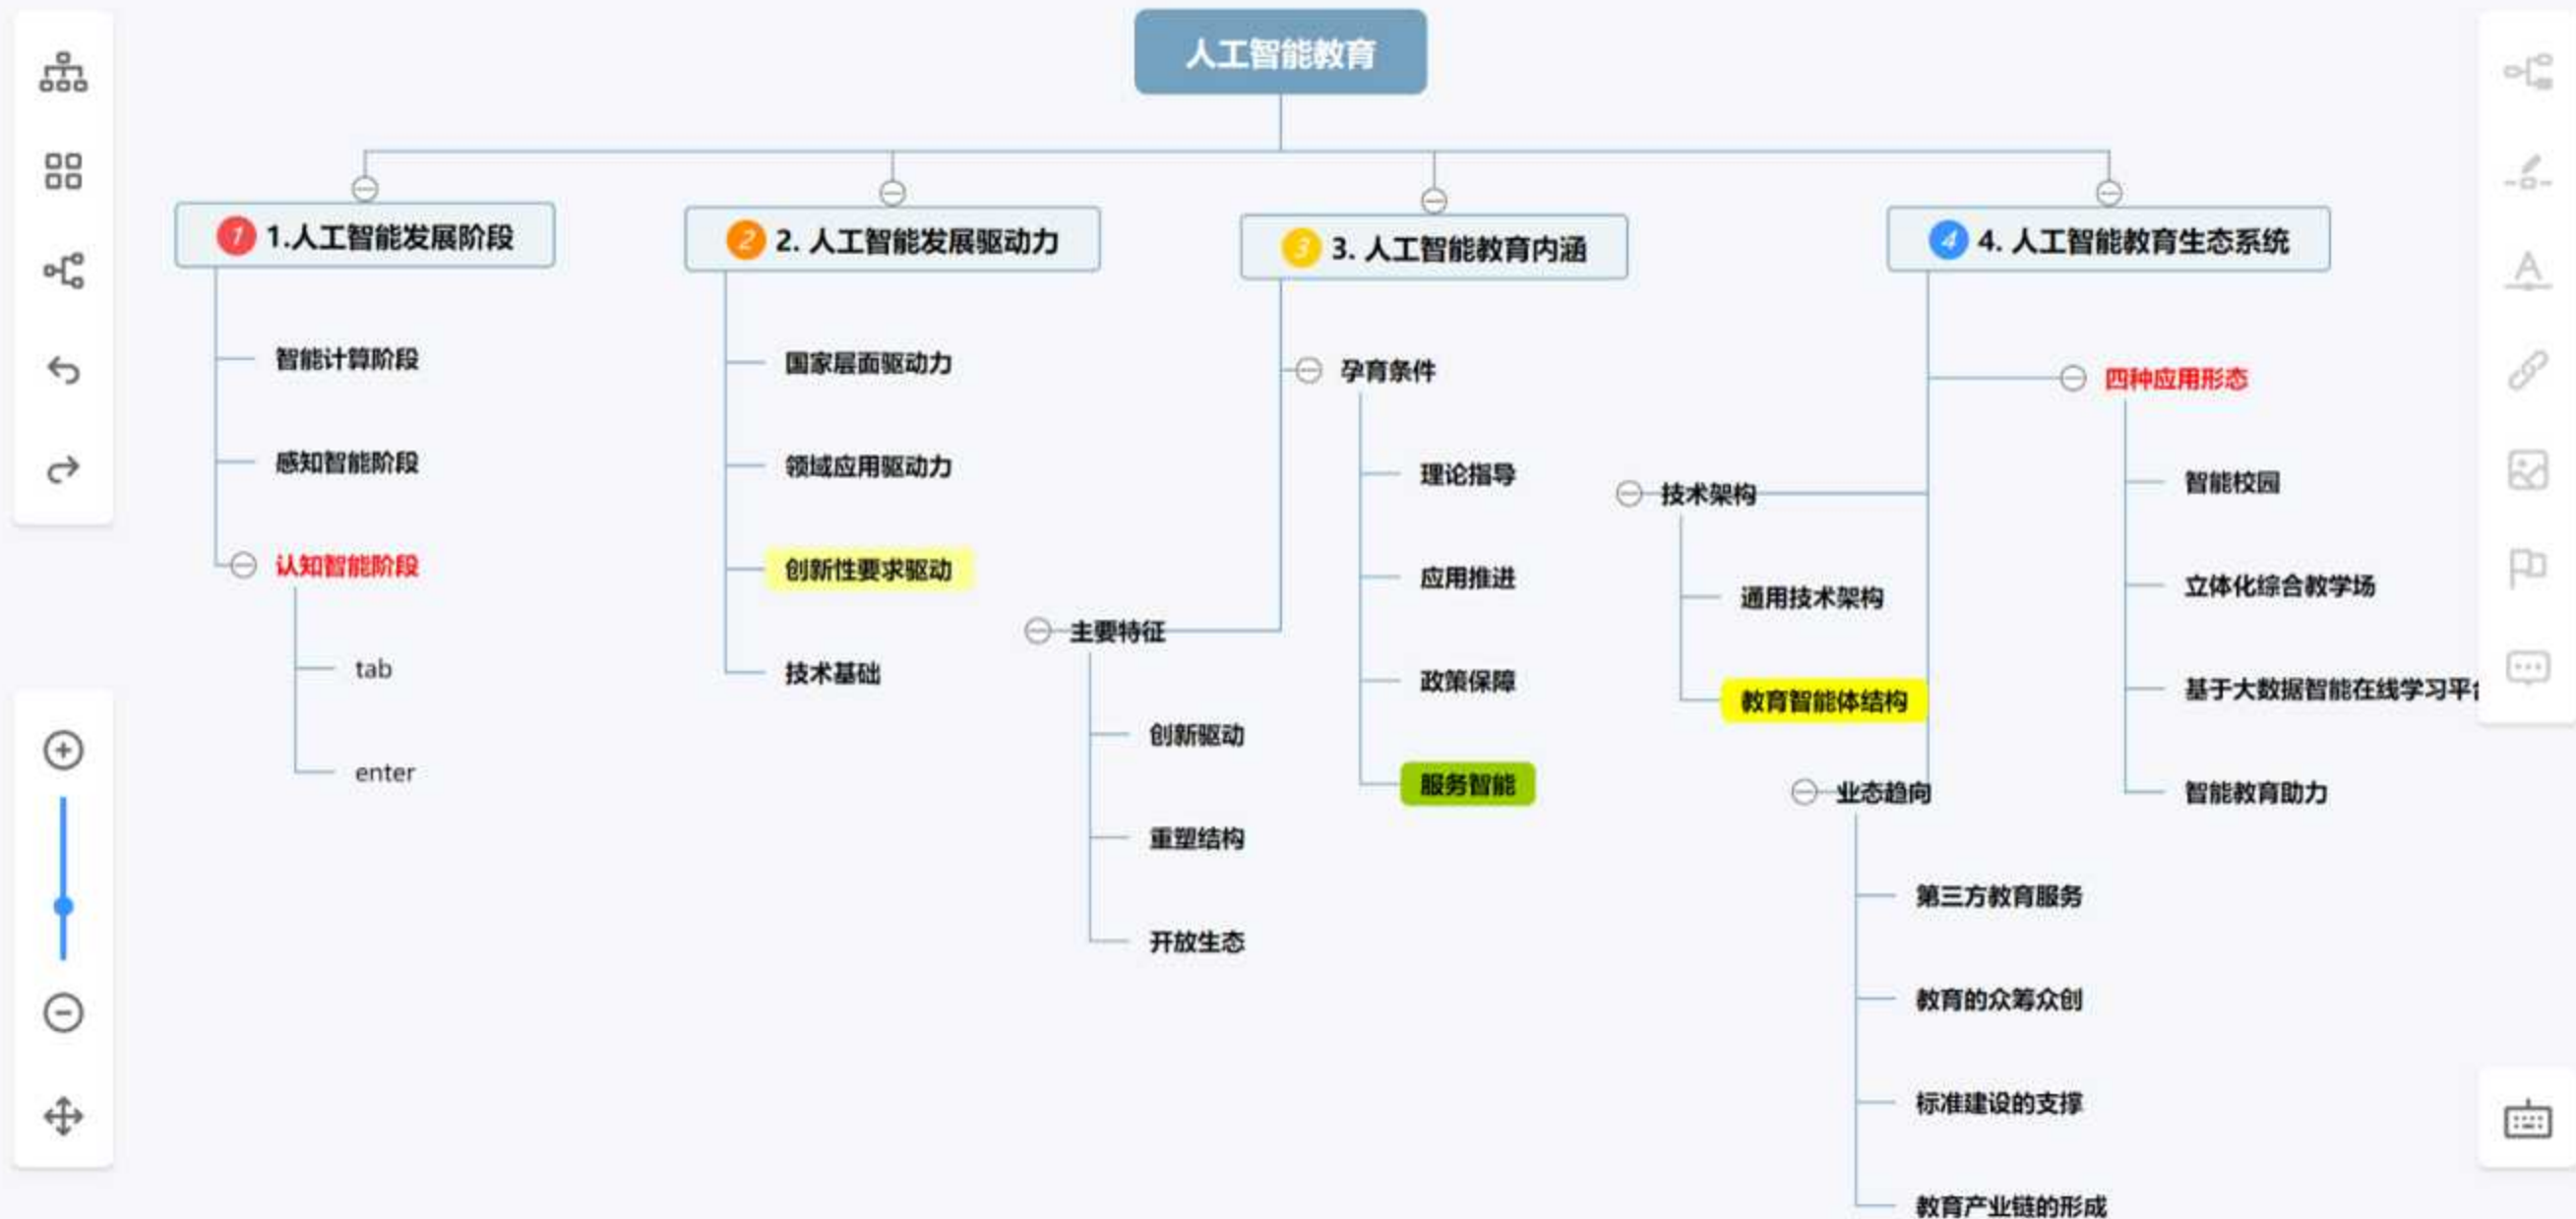 人工智能教育
1 1.人工智能发展阶段
智能计算阶段
感知智能阶段
认知智能阶段
tab
enter
2 2. 人工智能发展驱动力
国家层面驱动力
领域应用驱动力
创新性要求驱动
技术基础
3 3. 人工智能教育内涵
孕育条件
理论指导
应用推进
政策保障
服务智能
主要特征
创新驱动
重塑结构
开放生态
4 4. 人工智能教育生态系统
四种应用形态
智能校园
立体化综合教学场
基于大数据智能在线学习平
智能教育助力
技术架构
通用技术架构
教育智能体结构
业态趋向
第三方教育服务
教育的众筹众创
标准建设的支撑
教育产业链的形成